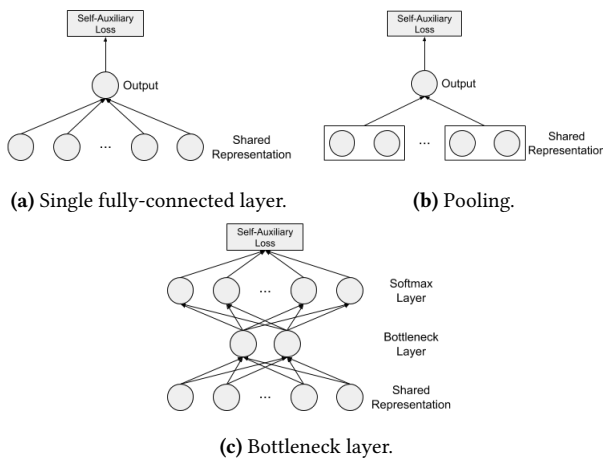 Self-Auxiliary
Loss
Output
...
Shared
Representation
(a) Single fully-connected layer.
Self-Auxiliary
Loss
Output
...
Shared
Representation
(b) Pooling.
Self-Auxiliary
Loss
...
Softmax
Layer
Bottleneck
Layer
...
Shared
Representation
(c) Bottleneck layer.